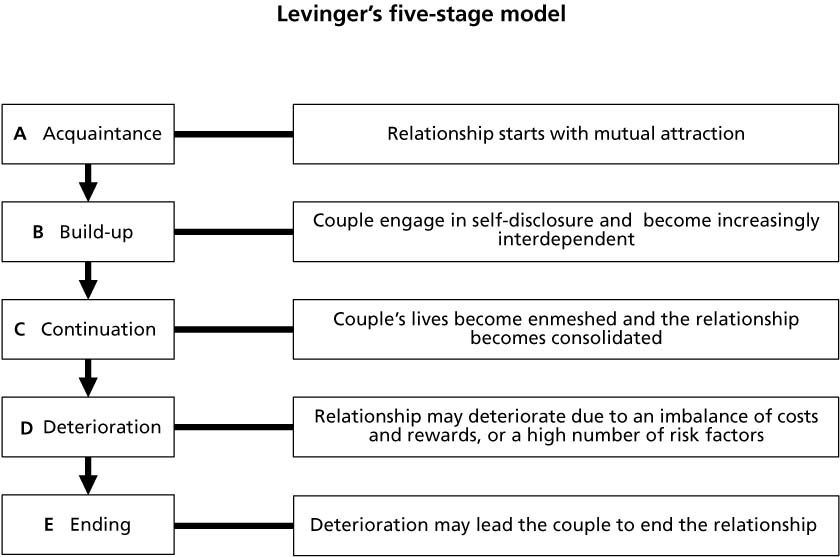 Levinger’s five-stage model
A Acquaintance
Relationship starts with mutual attraction
B Build-up
Couple engage in self-disclosure and become increasingly
interdependent
C Continuation
Couple’s lives become enmeshed and the relationship
becomes consolidated
D Deterioration
Relationship may deteriorate due to an imbalance of costs
and rewards, or a high number of risk factors
E Ending
Deterioration may lead the couple to end the relationship